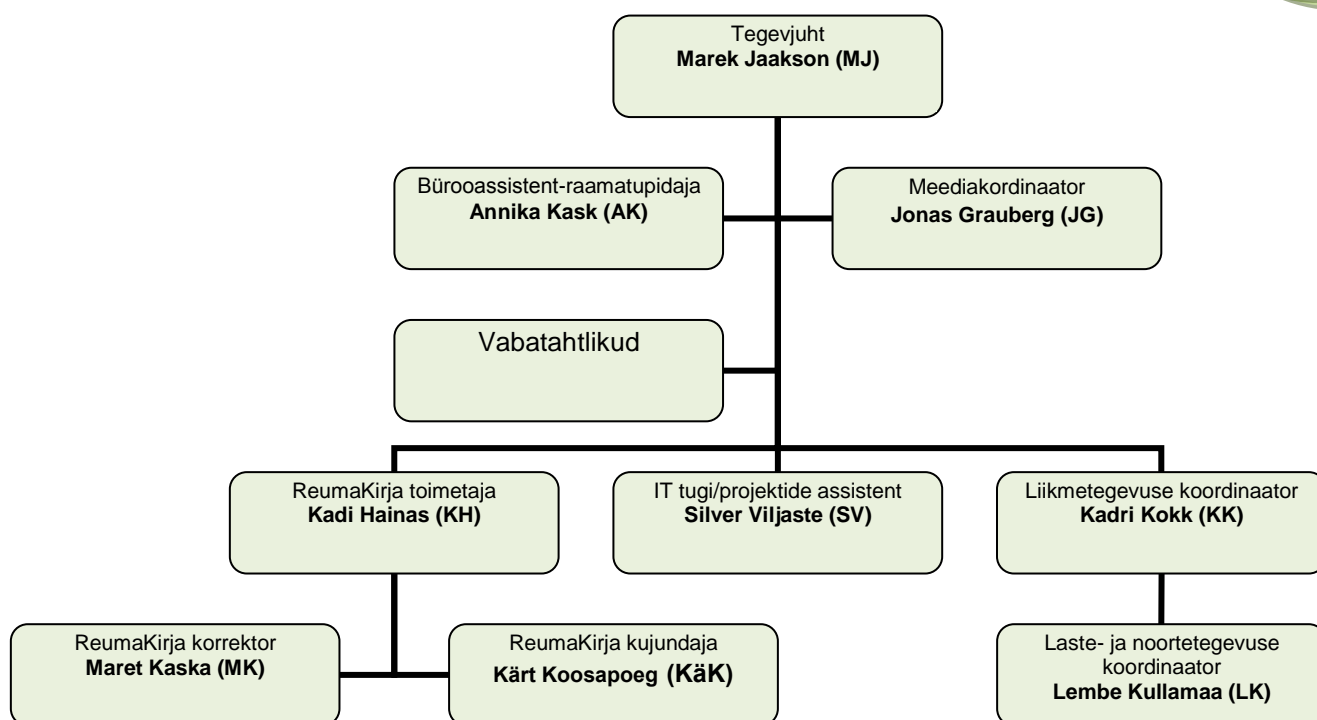 Tegevjuht
Marek Jaakson (MJ)
Bürooassistent-raamatupidaja
Annika Kask (AK)
Meediakordinaator
Jonas Grauberg (JG)
Vabatahtlikud
ReumaKirja toimetaja
Kadi Hainas (KH)
IT tugi/projektide assistent
Silver Viljaste (SV)
Liikmetegevuse koordinaator
Kadri Kokk (KK)
ReumaKirja korrektor
Maret Kaska (MK)
ReumaKirja kujundaja
Kärt Koosapoeg (KäK)
Laste- ja noortetegevuse
koordinaator
Lembe Kullamaa (LK)